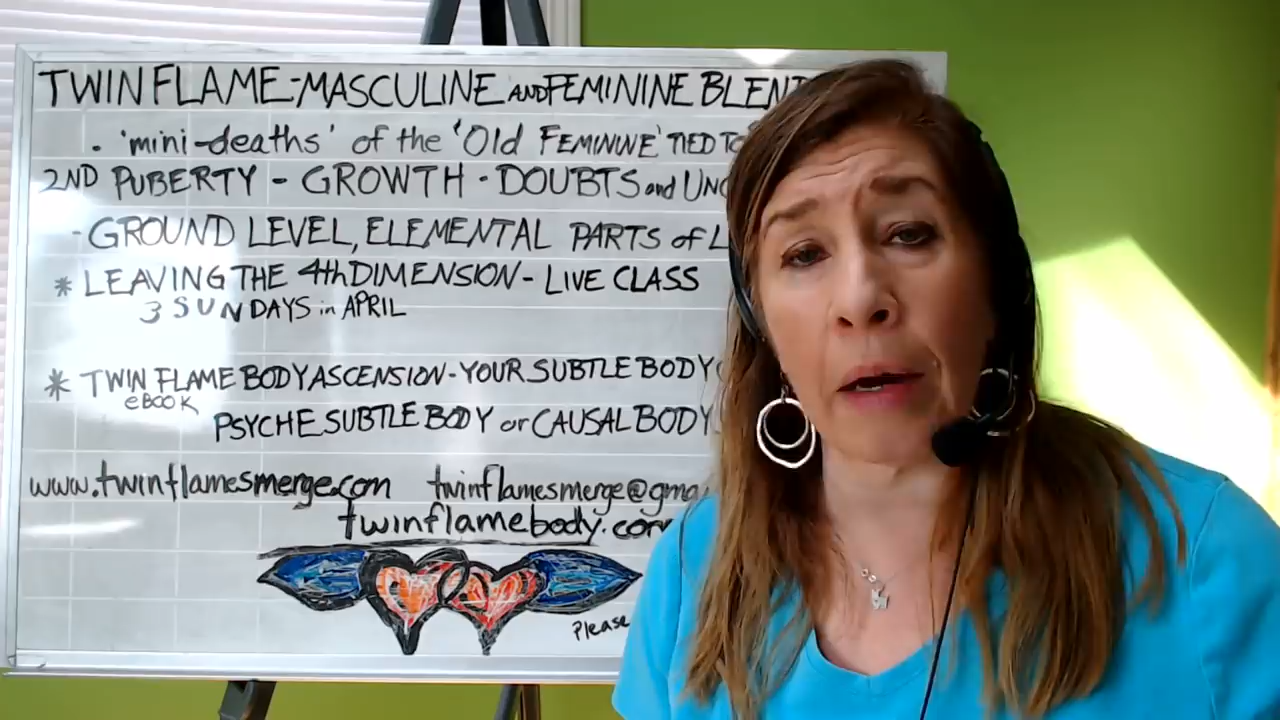 TWIN FLAME-MASCULINE AND FEMININE BLEND
. 'mini-deaths' of the 'Old FEMININE' TIED TO
2ND PUBERTY - GROWTH - DOUBTS and
- GROUND LEVEL, ELEMENTAL PARTS of
* LEAVING THE 4th DIMENSION - LIVE CLASS
3 SUNDAYS in APRIL
* TWIN FLAME BODY ASCENSION - YOUR SUBTLE BODY
eBOOK
PSYCHE SUBTLE BODY or CAUSAL BODY
www.twinflamesmerge.com twinflamesmerge@gma
twinflamebody.com
Please